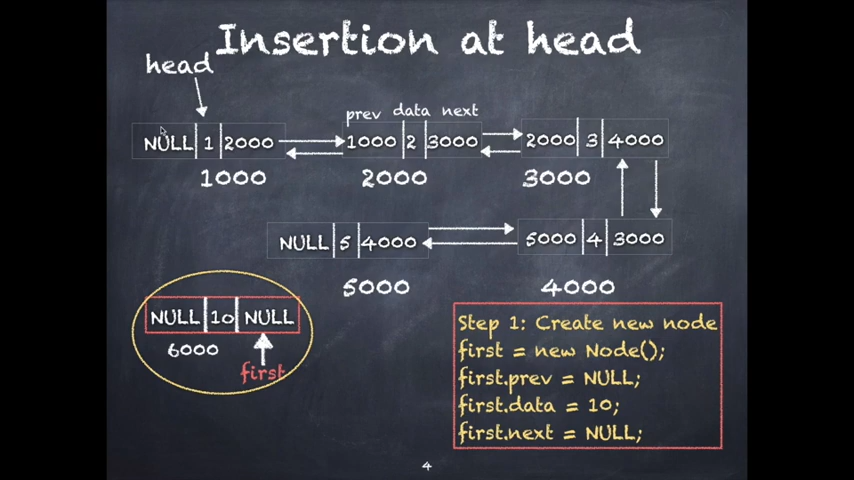 Insertion at head
head
prev data next
NULL 1 2000
1000 2 3000
2000 3 4000
1000
2000
3000
NULL 5 4000
5000 4 3000
5000
4000
NULL 10 NULL
6000
first
Step 1: Create new node
first = new Node();
first.prev = NULL;
first.data = 10;
first.next = NULL;
4